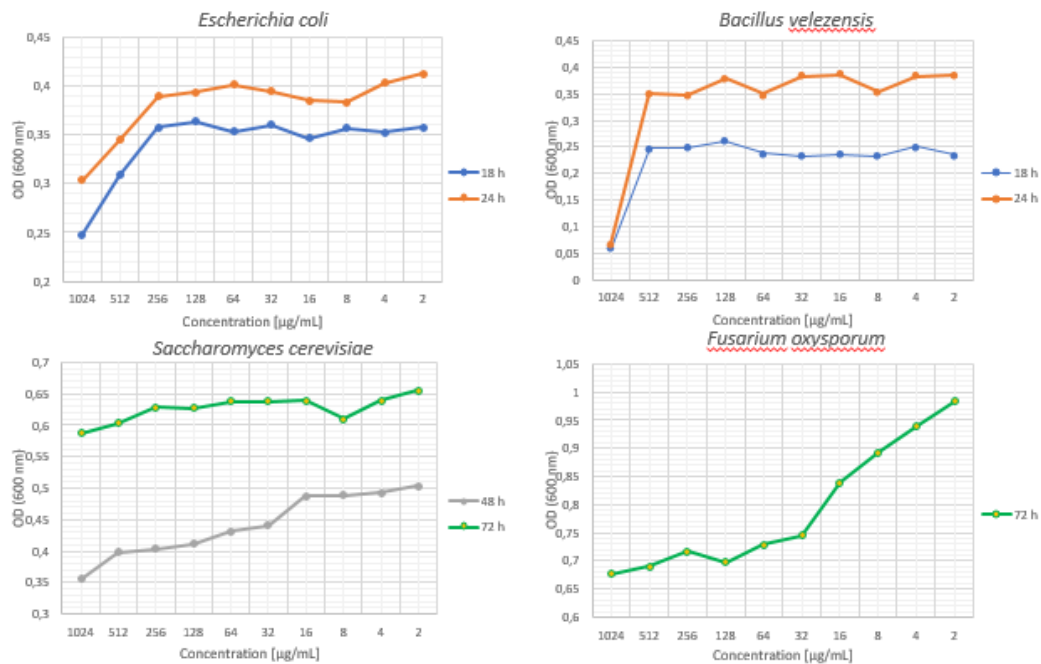 Escherichia coli
0,45
0,4
0,35
0,3
0,25
0,2
OD (600 nm)
1024 512 256 128 64 32 16 8 4 2
Concentration [µg/mL]
18 h
24 h
Bacillus velezensis
0,45
0,4
0,35
0,3
0,25
0,2
0,15
0,1
0,05
0
OD (600 nm)
1024 512 256 128 64 32 16 8 4 2
Concentration [µg/mL]
18 h
24 h
Saccharomyces cerevisiae
0,7
0,65
0,6
0,55
0,5
0,45
0,4
0,35
0,3
OD (600 nm)
1024 512 256 128 64 32 16 8 4 2
Concentration [µg/mL]
48 h
72 h
Fusarium oxysporum
1,05
1
0,95
0,9
0,85
0,8
0,75
0,7
0,65
0,6
OD (600 nm)
1024 512 256 128 64 32 16 8 4 2
Concentration [µg/mL]
72 h